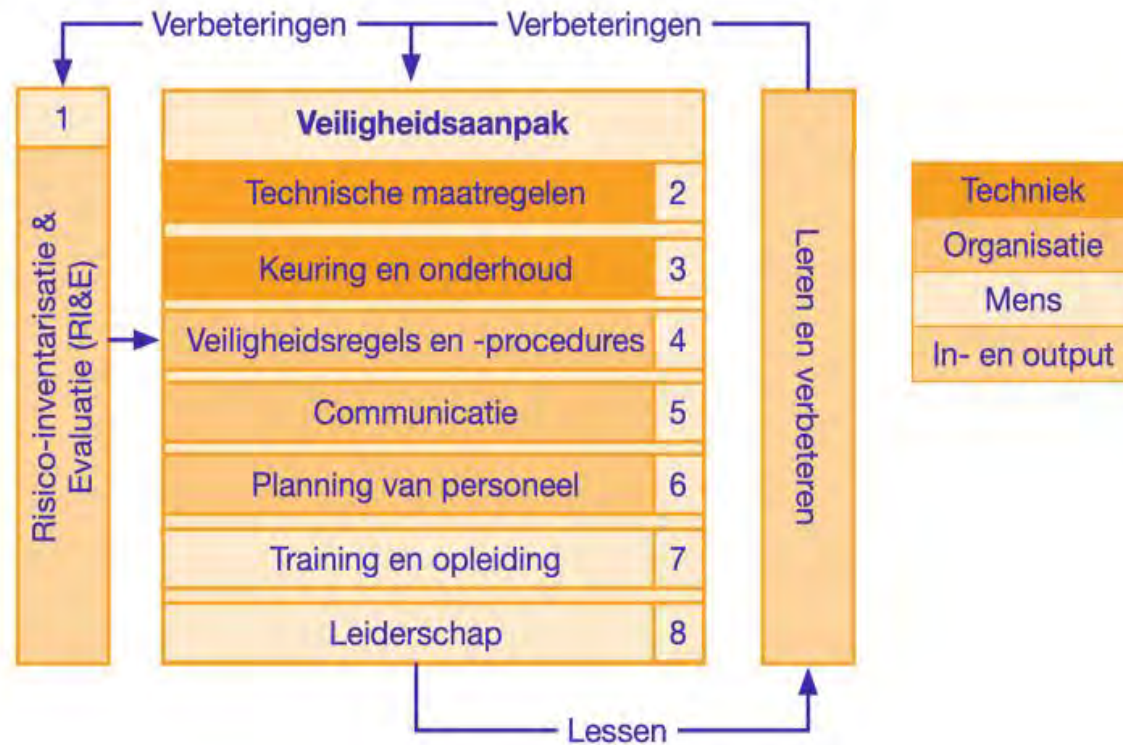 Verbeteringen
Verbeteringen
1
Risico-inventarisatie &
Evaluatie (RI&E)
Veiligheidsaanpak
Technische maatregelen 2
Keuring en onderhoud 3
Veiligheidsregels en -procedures 4
Communicatie 5
Planning van personeel 6
Training en opleiding 7
Leiderschap 8
Leren en verbeteren
Lessen
Techniek
Organisatie
Mens
In- en output